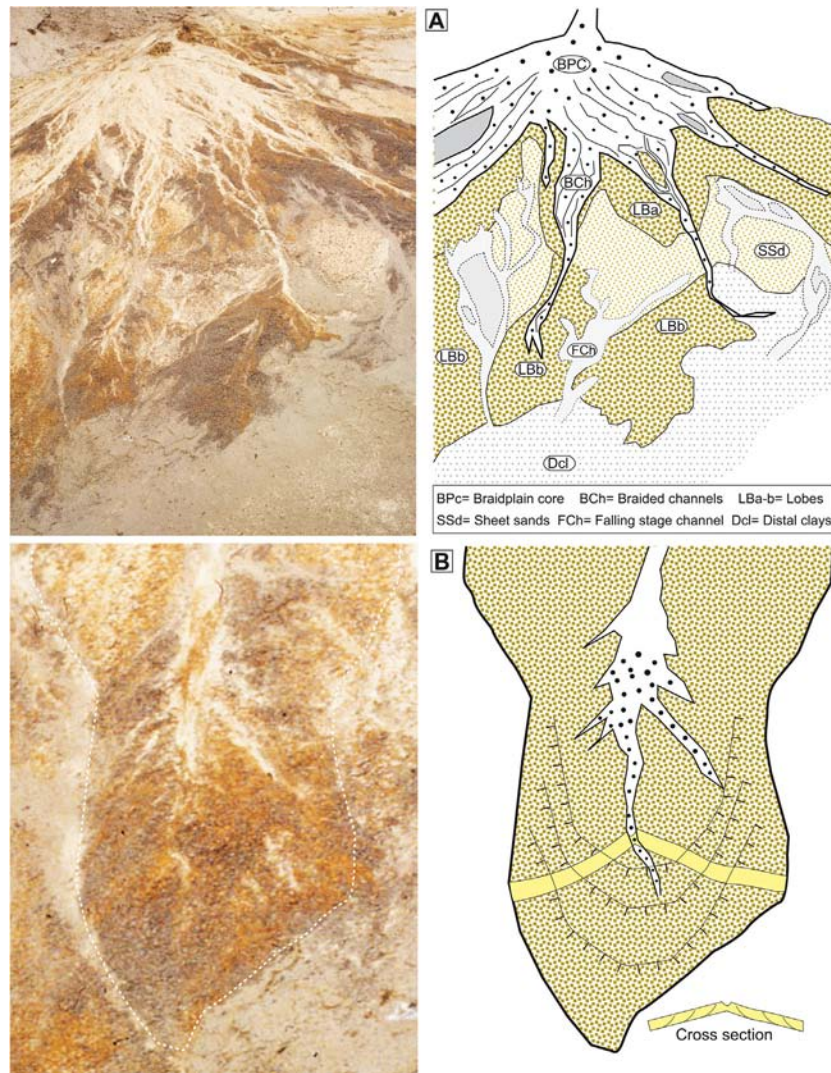 A
BPC
BCh
LBa
SSd
LBb
LBb
LBb
FCh
Dcl
BPc= Braidplain core BCh= Braided channels LBa-b= Lobes
SSd= Sheet sands FCh= Falling stage channel Dcl= Distal clays
B
Cross section